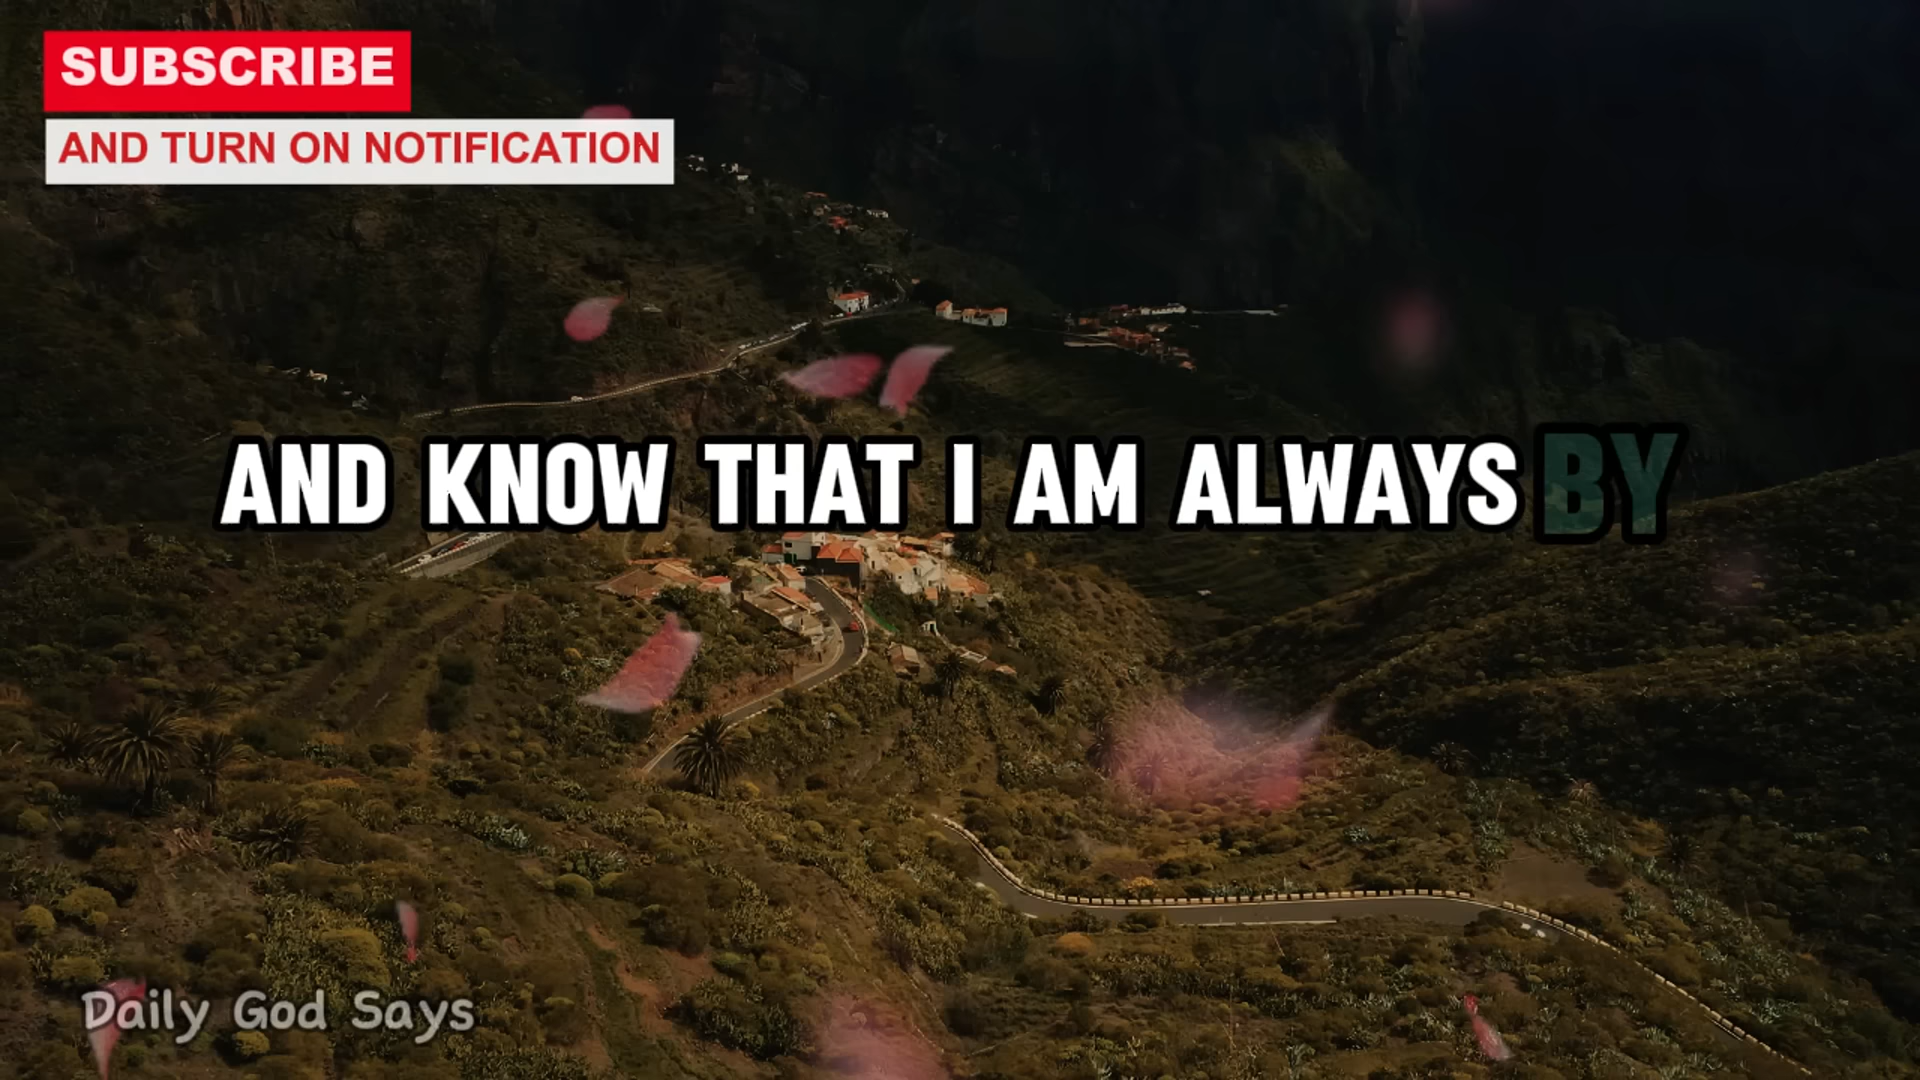 SUBSCRIBE
AND TURN ON NOTIFICATION
AND KNOW THAT I AM ALWAYS BY
Daily God Says